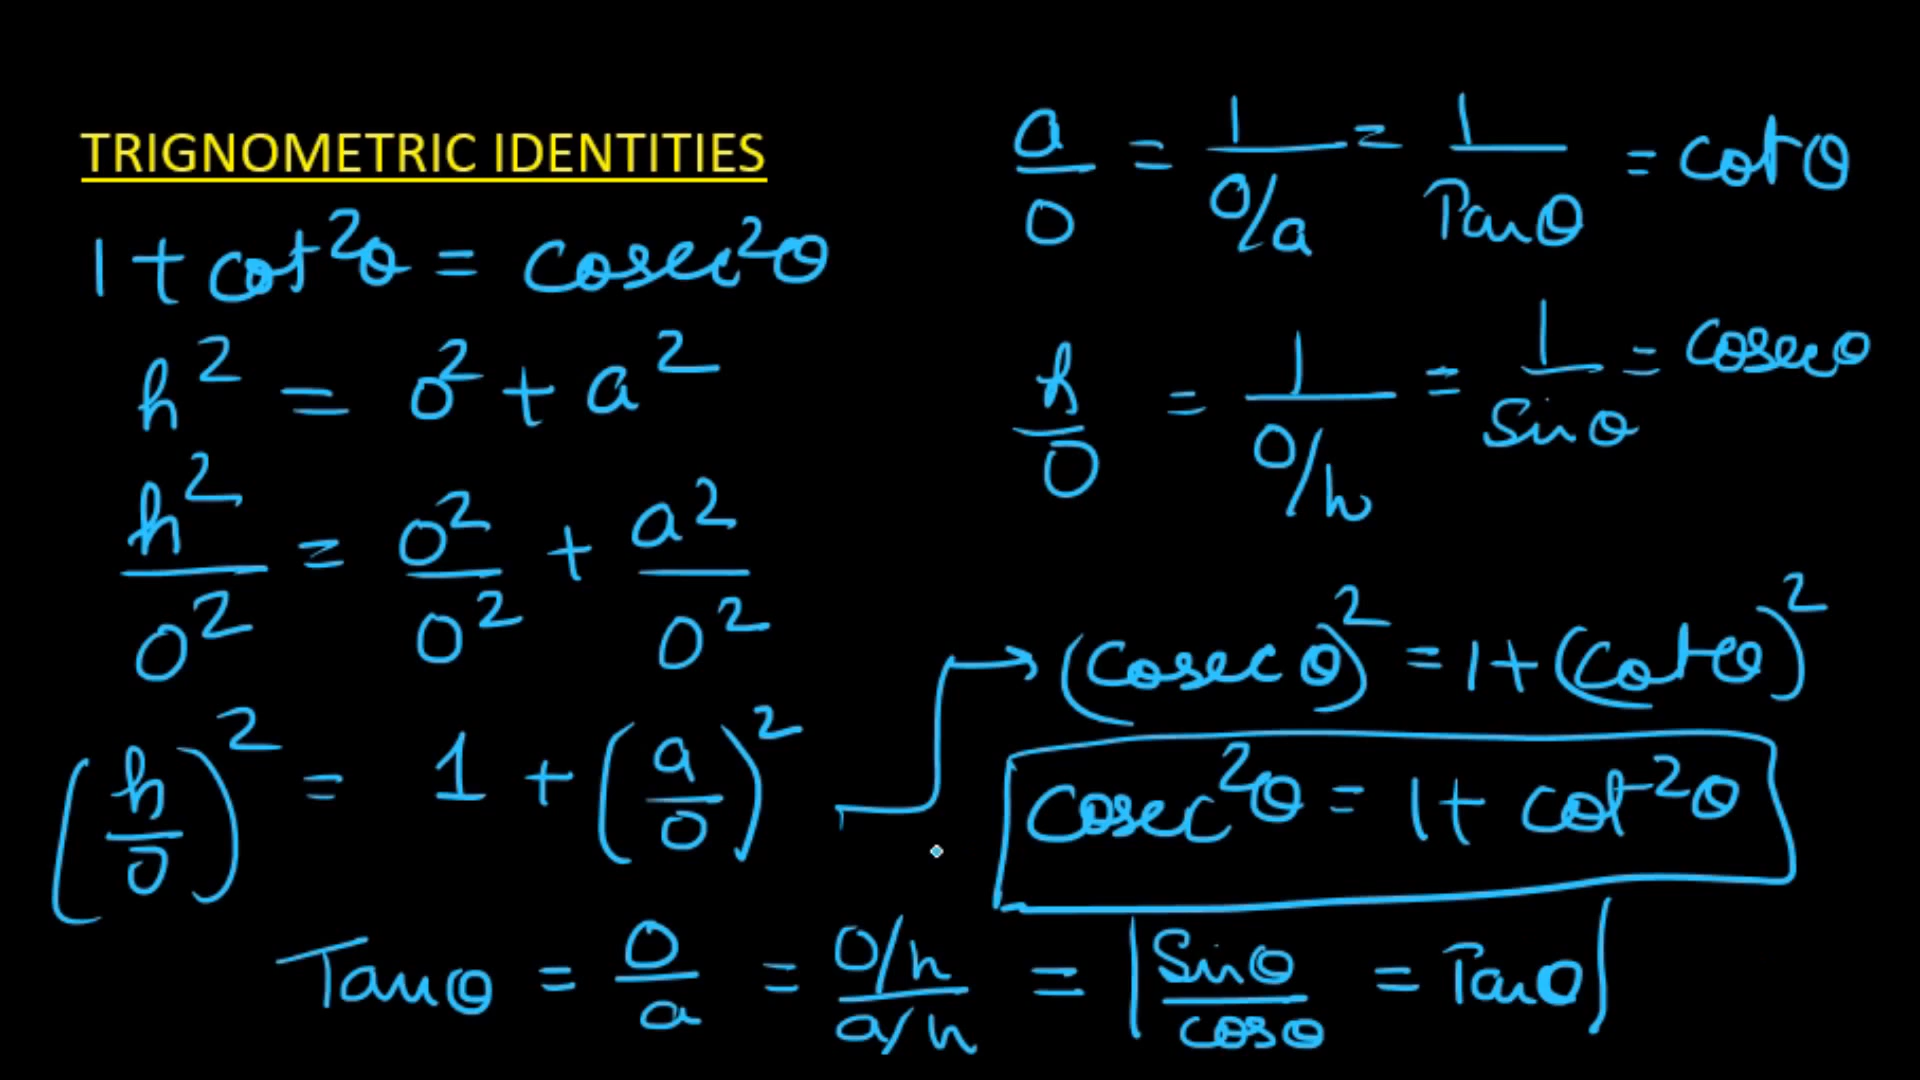 TRIGNOMETRIC IDENTITIES
1 + cot²θ = cosec²θ
h² = o² + a²
h²/o² = o²/o² + a²/o²
(h/o)² = 1 + (a/o)²
a/o = 1/(o/a) = 1/Tanθ = cotθ
h/o = 1/(o/h) = 1/Sinθ = cosecθ
→ (cosecθ)² = 1 + (cotθ)²
cosec²θ = 1 + cot²θ
Tanθ = o/a = (o/h)/(a/h) = |Sinθ/cosθ = Tanθ|